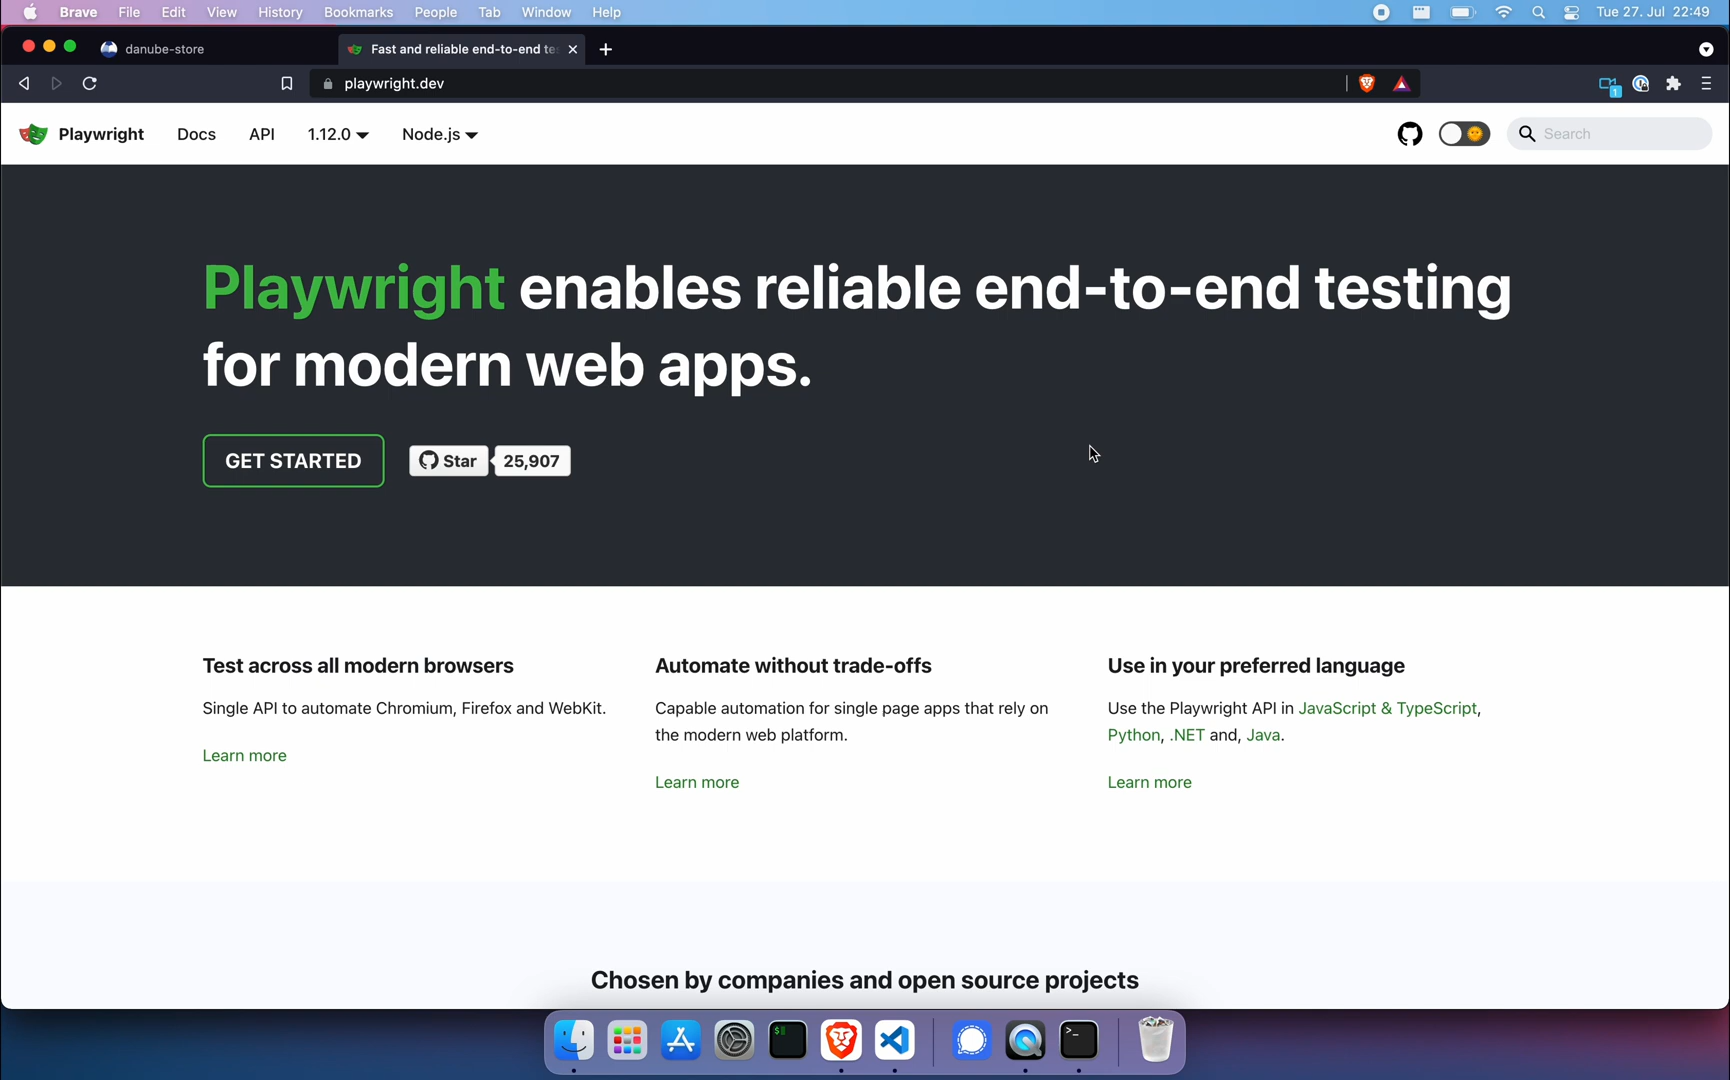 Brave File Edit View History Bookmarks People Tab Window Help Tue 27. Jul 22:49
danube-store Fast and reliable end-to-end te
playwright.dev
1
Playwright Docs API 1.12.0 Node.js Search
Playwright enables reliable end-to-end testing
for modern web apps.
GET STARTED Star 25,907
Test across all modern browsers
Single API to automate Chromium, Firefox and WebKit.
Learn more
Automate without trade-offs
Capable automation for single page apps that rely on
the modern web platform.
Learn more
Use in your preferred language
Use the Playwright API in JavaScript & TypeScript,
Python, .NET and, Java.
Learn more
Chosen by companies and open source projects